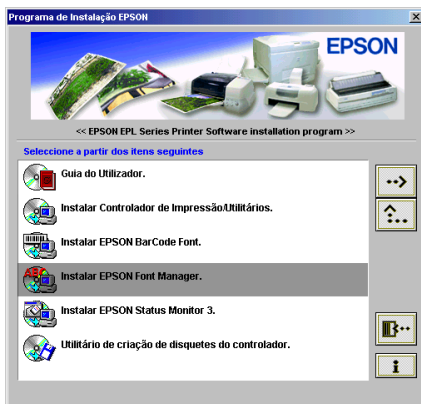 Programa de Instalação EPSON
EPSON
<< EPSON EPL Series Printer Software installation program >>
Seleccione a partir dos itens seguintes
Guia do Utilizador.
Instalar Controlador de Impressão/Utilitários.
Instalar EPSON BarCode Font.
ABC
Instalar EPSON Font Manager.
Instalar EPSON Status Monitor 3.
Utilitário de criação de disquetes do controlador.